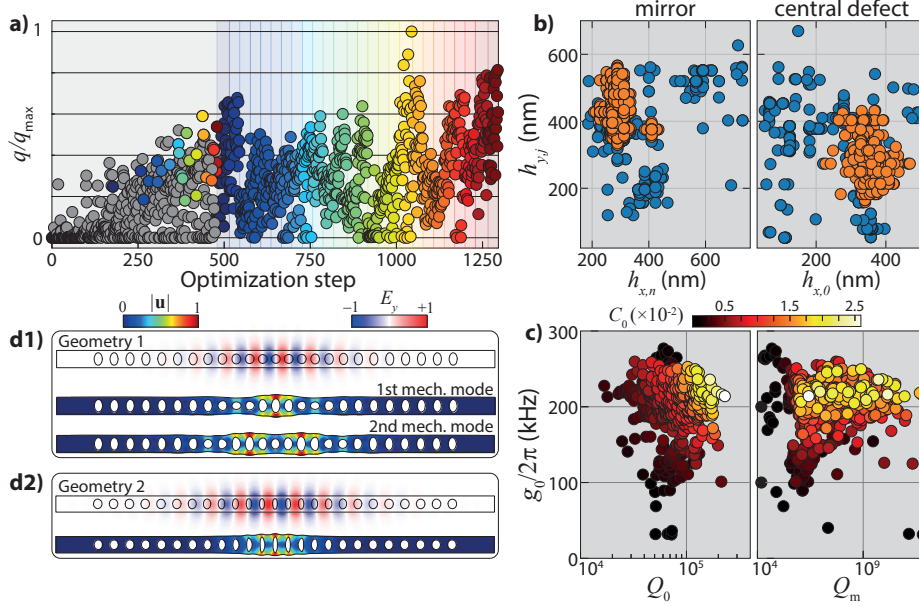 a)
q/q_max
1
0
0 250 500 750 1000 1250
Optimization step
b)
mirror central defect
h_y,j (nm)
600
400
200
200 400 600
0 200 400
h_x,n (nm)
h_x,0 (nm)
C_0 (×10^-2)
0.5 1.5 2.5
0 |u| 1
−1 E_y +1
d1)
Geometry 1
1st mech. mode
2nd mech. mode
d2)
Geometry 2
c)
g_0/2π (kHz)
300
200
100
0
10^4 10^5
Q_0
10^4 10^9
Q_m